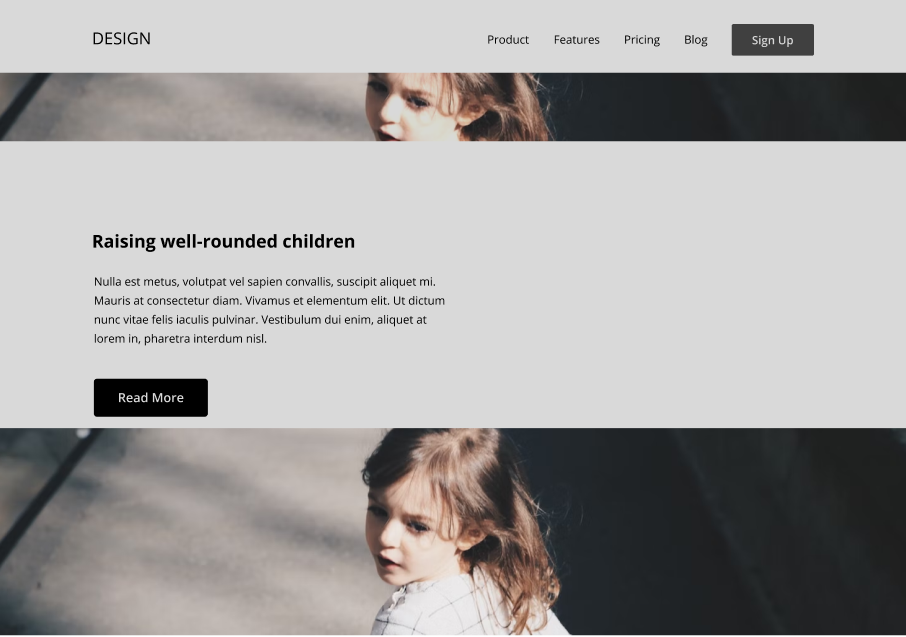 DESIGN
Product Features Pricing Blog Sign Up
Raising well-rounded children
Nulla est metus, volutpat vel sapien convallis, suscipit aliquet mi.
Mauris at consectetur diam. Vivamus et elementum elit. Ut dictum
nunc vitae felis iaculis pulvinar. Vestibulum dui enim, aliquet at
lorem in, pharetra interdum nisl.
Read More